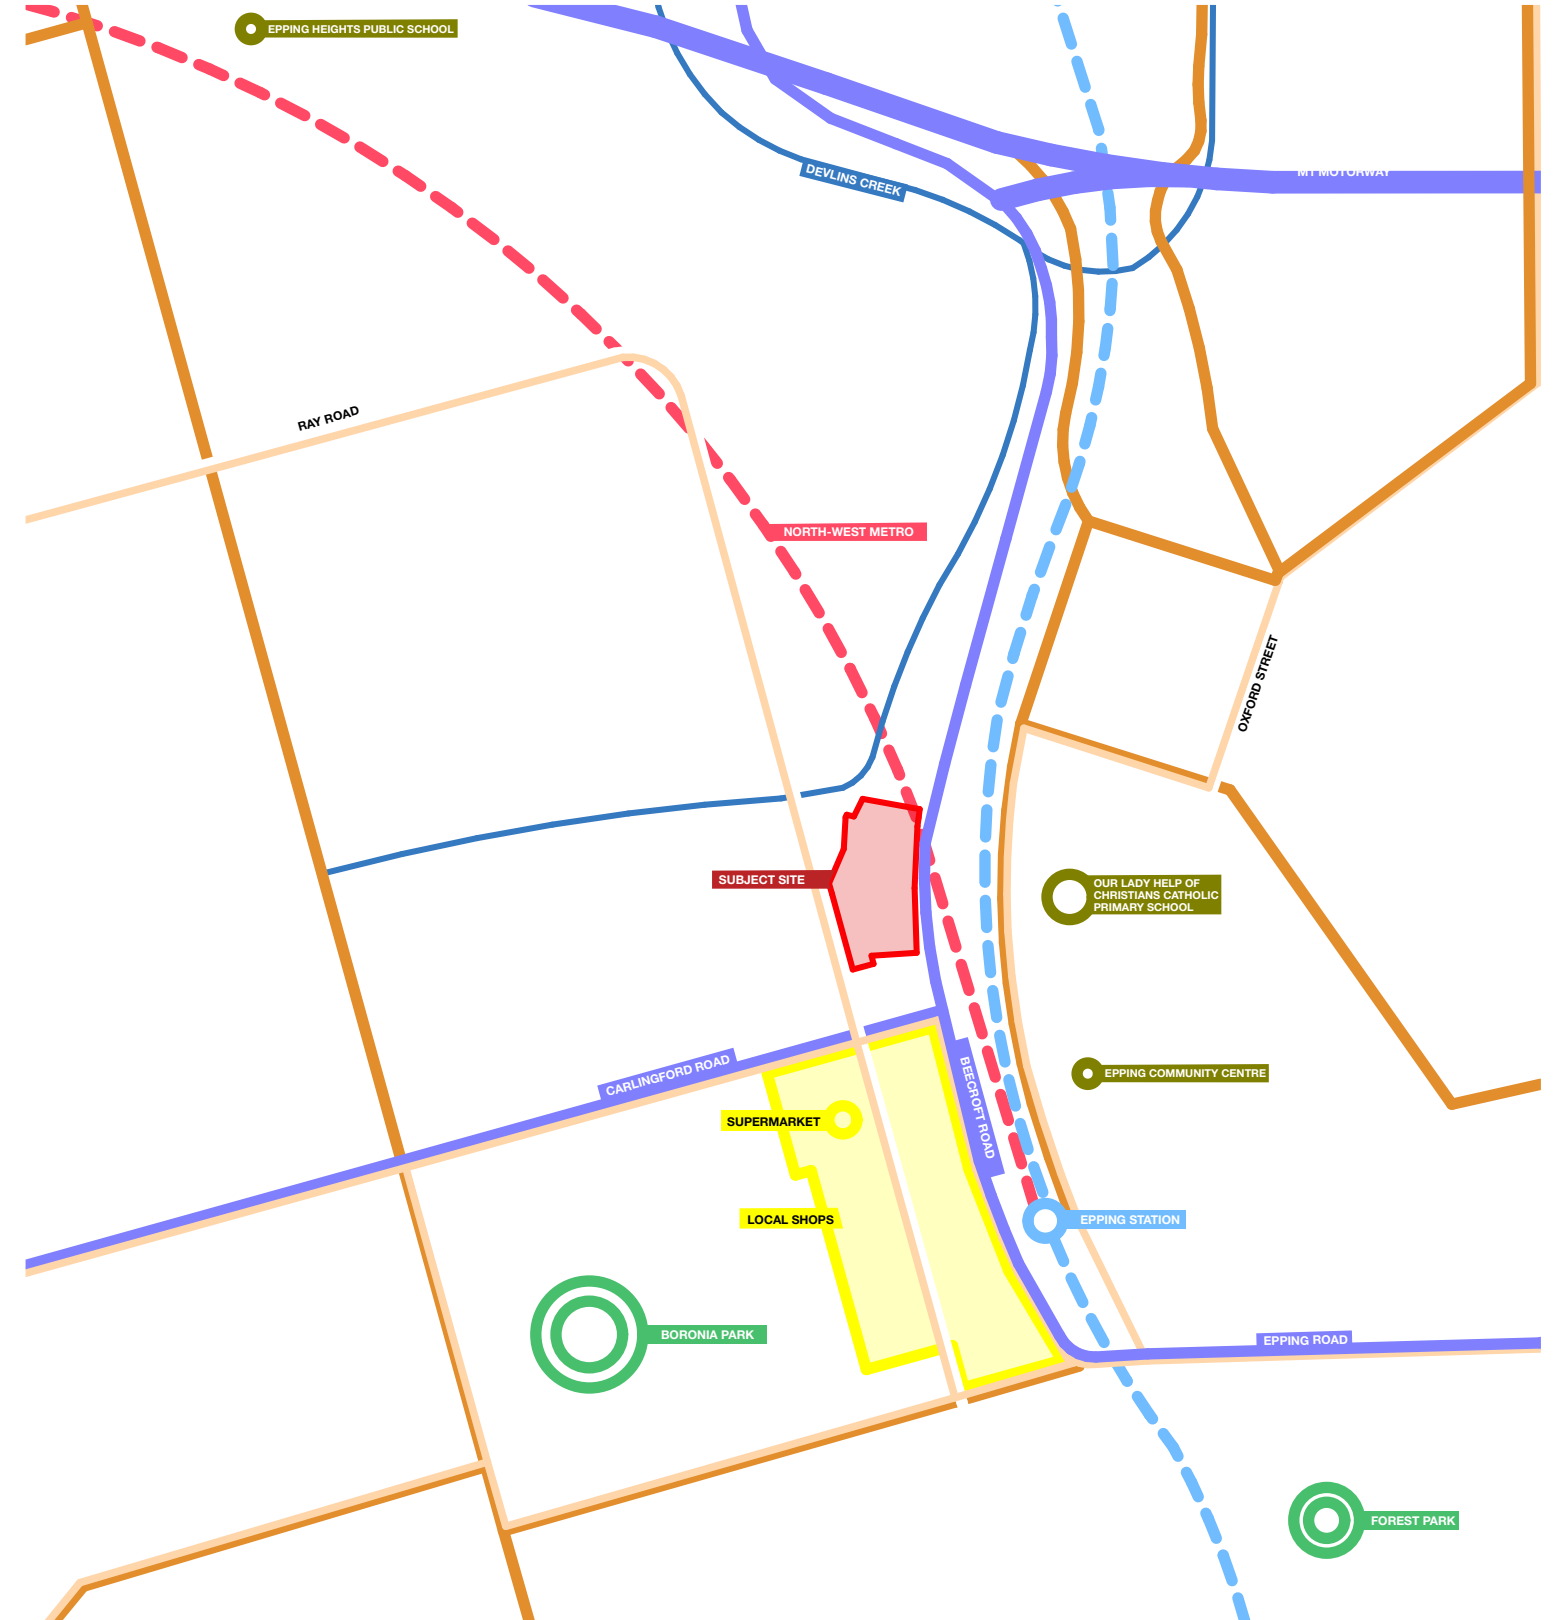 EPPING HEIGHTS PUBLIC SCHOOL
M1 MOTORWAY
DEVLINS CREEK
RAY ROAD
NORTH-WEST METRO
OXFORD STREET
SUBJECT SITE
OUR LADY HELP OF
CHRISTIANS CATHOLIC
PRIMARY SCHOOL
CARLINGFORD ROAD
BEECROFT ROAD
EPPING COMMUNITY CENTRE
SUPERMARKET
LOCAL SHOPS
EPPING STATION
BORONIA PARK
EPPING ROAD
FOREST PARK